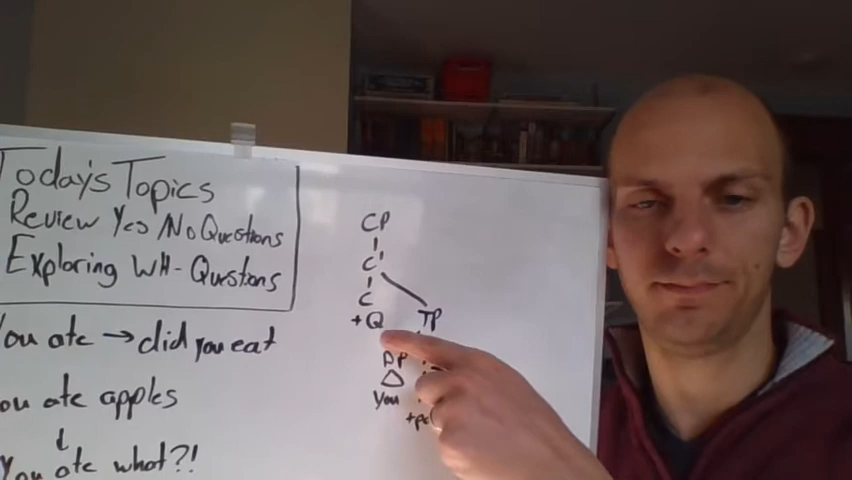 Today's Topics
Review Yes/No Questions
Exploring WH-Questions
You ate → did you eat
you ate apples
↓
You ate what?!
CP
C'
C
+Q TP
DP
You